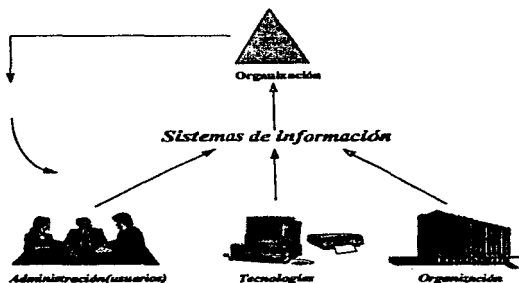 Organización
Sistemas de información
Administración(usuarios)
Tecnologías
Organización